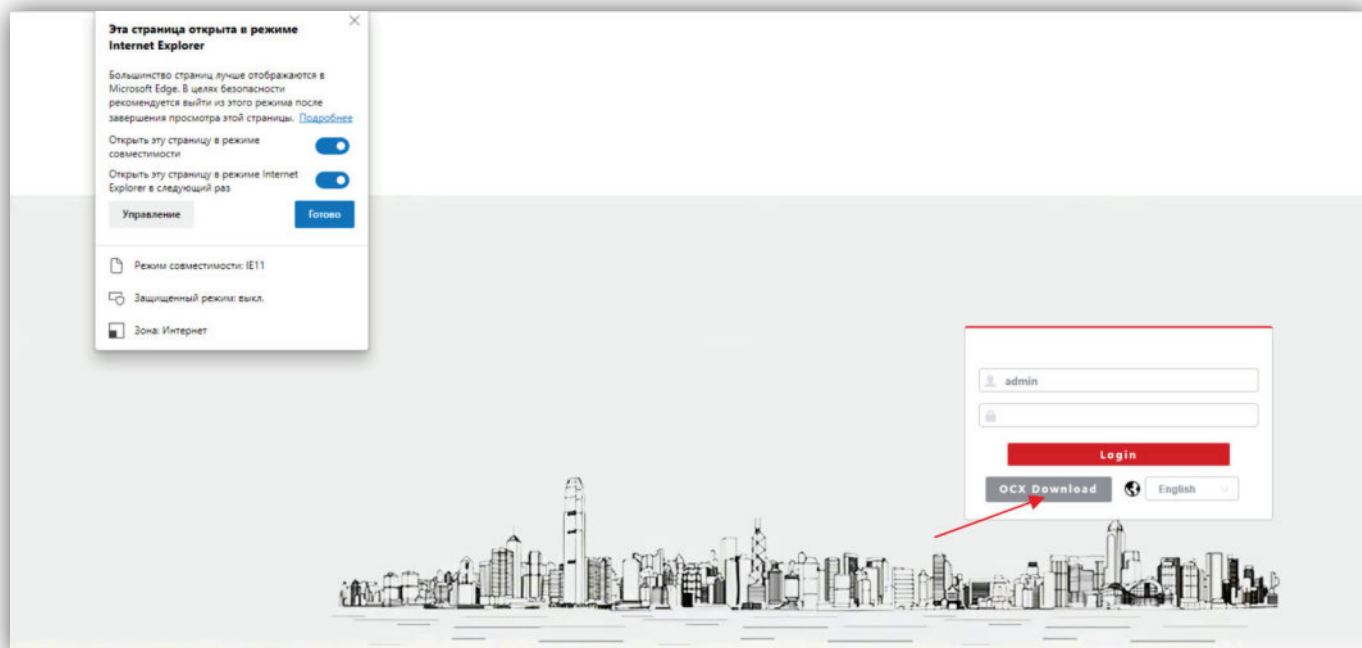 Эта страница открыта в режиме
Internet Explorer
Большинство страниц лучше отображаются в
Microsoft Edge. В целях безопасности
рекомендуется выйти из этого режима после
завершения просмотра этой страницы. Подробнее
Открыть эту страницу в режиме
совместимости
Открыть эту страницу в режиме Internet
Explorer в следующий раз
Управление
Готово
Режим совместимости: IE11
Защищенный режим: выкл.
Зона: Интернет
admin
Login
OCX Download
English